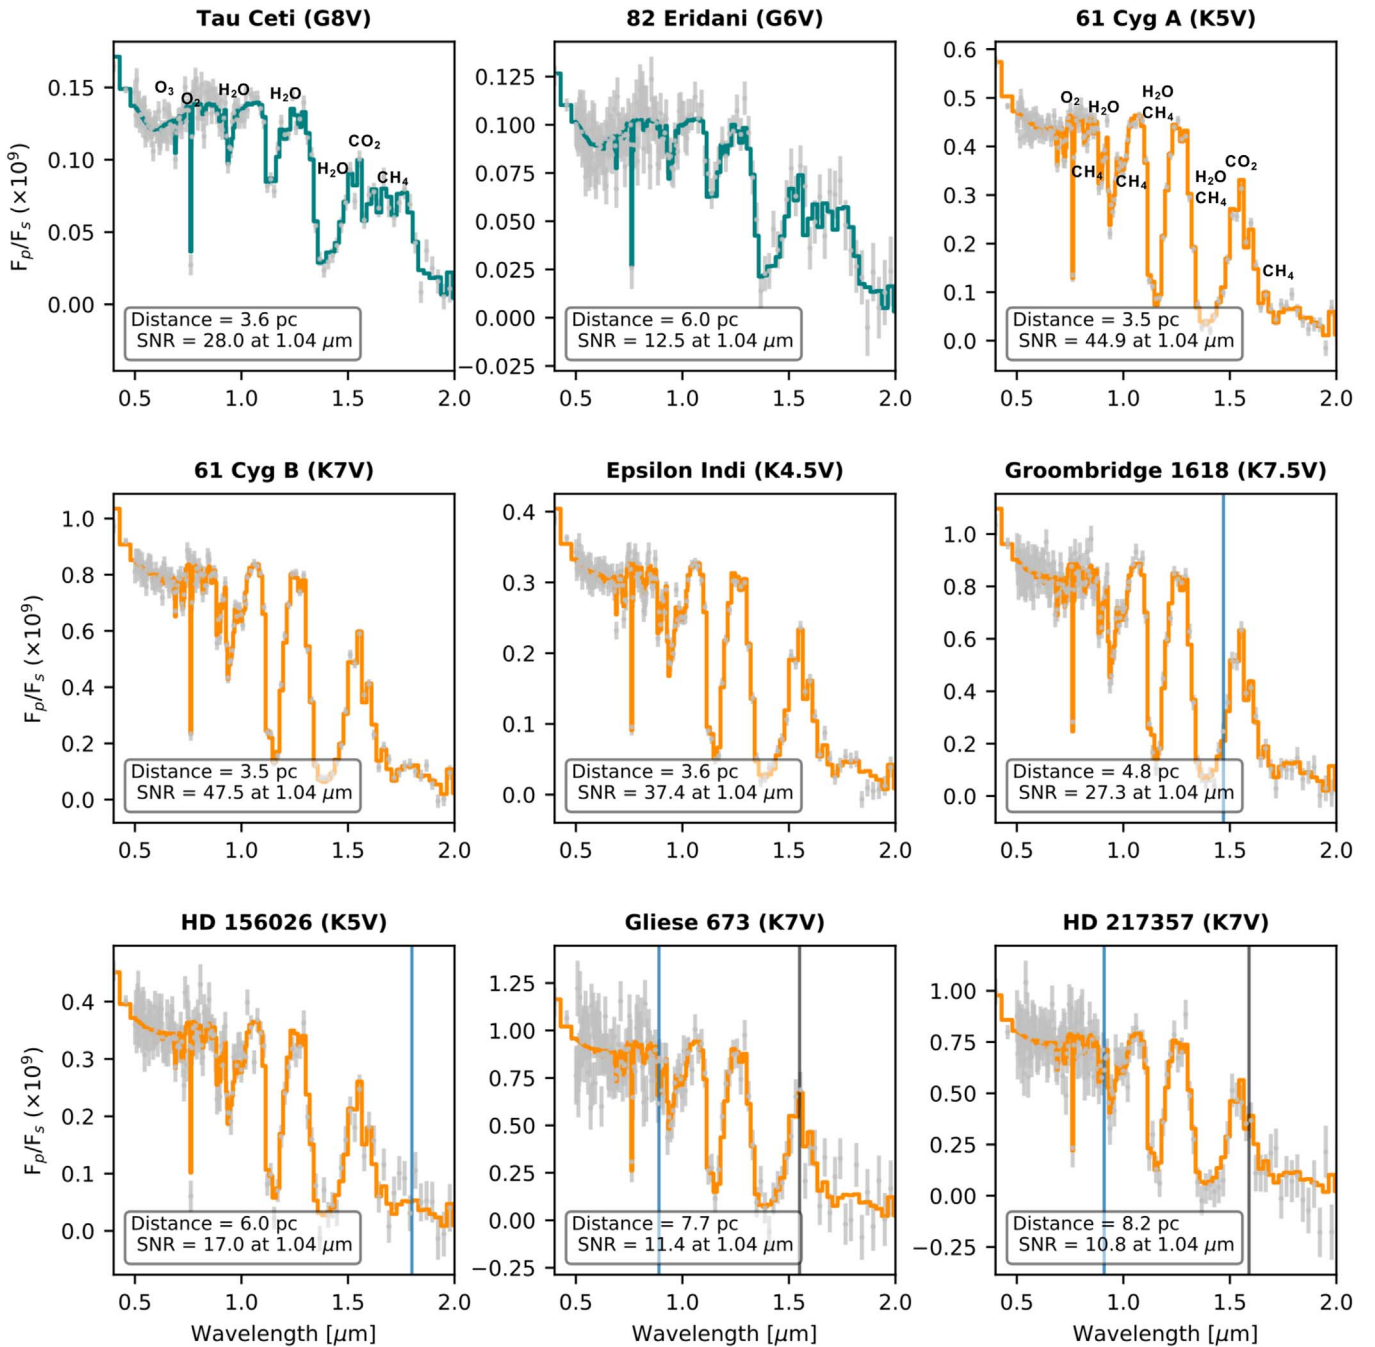 Tau Ceti (G8V)
82 Eridani (G6V)
61 Cyg A (K5V)
F_p/F_s (×10^9)
0.15
0.10
0.05
0.00
O_3
O_2
H_2O
H_2O
H_2O
CO_2
CH_4
Distance = 3.6 pc
SNR = 28.0 at 1.04 μm
0.5 1.0 1.5 2.0
0.125
0.100
0.075
0.050
0.025
0.000
−0.025
Distance = 6.0 pc
SNR = 12.5 at 1.04 μm
0.5 1.0 1.5 2.0
0.6
0.5
0.4
0.3
0.2
0.1
0.0
O_2
H_2O
H_2O
CH_4
CH_4
CH_4
H_2O
CH_4
CO_2
CH_4
Distance = 3.5 pc
SNR = 44.9 at 1.04 μm
0.5 1.0 1.5 2.0
61 Cyg B (K7V)
Epsilon Indi (K4.5V)
Groombridge 1618 (K7.5V)
F_p/F_s (×10^9)
1.0
0.8
0.6
0.4
0.2
0.0
Distance = 3.5 pc
SNR = 47.5 at 1.04 μm
0.5 1.0 1.5 2.0
0.4
0.3
0.2
0.1
0.0
Distance = 3.6 pc
SNR = 37.4 at 1.04 μm
0.5 1.0 1.5 2.0
1.0
0.8
0.6
0.4
0.2
0.0
Distance = 4.8 pc
SNR = 27.3 at 1.04 μm
0.5 1.0 1.5 2.0
HD 156026 (K5V)
Gliese 673 (K7V)
HD 217357 (K7V)
F_p/F_s (×10^9)
0.4
0.3
0.2
0.1
0.0
Distance = 6.0 pc
SNR = 17.0 at 1.04 μm
0.5 1.0 1.5 2.0
Wavelength [μm]
1.25
1.00
0.75
0.50
0.25
0.00
−0.25
Distance = 7.7 pc
SNR = 11.4 at 1.04 μm
0.5 1.0 1.5 2.0
Wavelength [μm]
1.00
0.75
0.50
0.25
0.00
−0.25
Distance = 8.2 pc
SNR = 10.8 at 1.04 μm
0.5 1.0 1.5 2.0
Wavelength [μm]